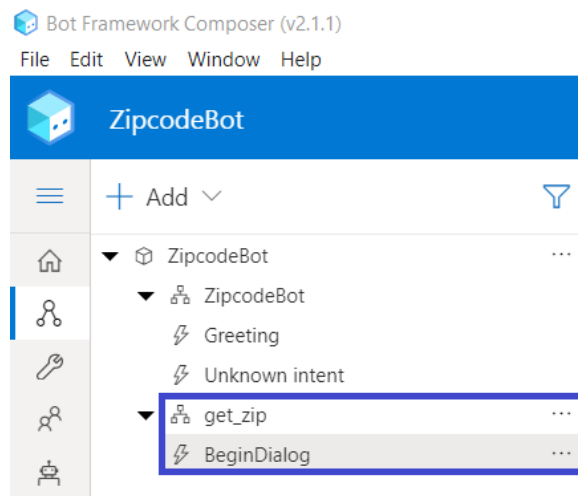 Bot Framework Composer (v2.1.1)
File Edit View Window Help
ZipcodeBot
Add
ZipcodeBot
ZipcodeBot
Greeting
Unknown intent
get_zip
BeginDialog